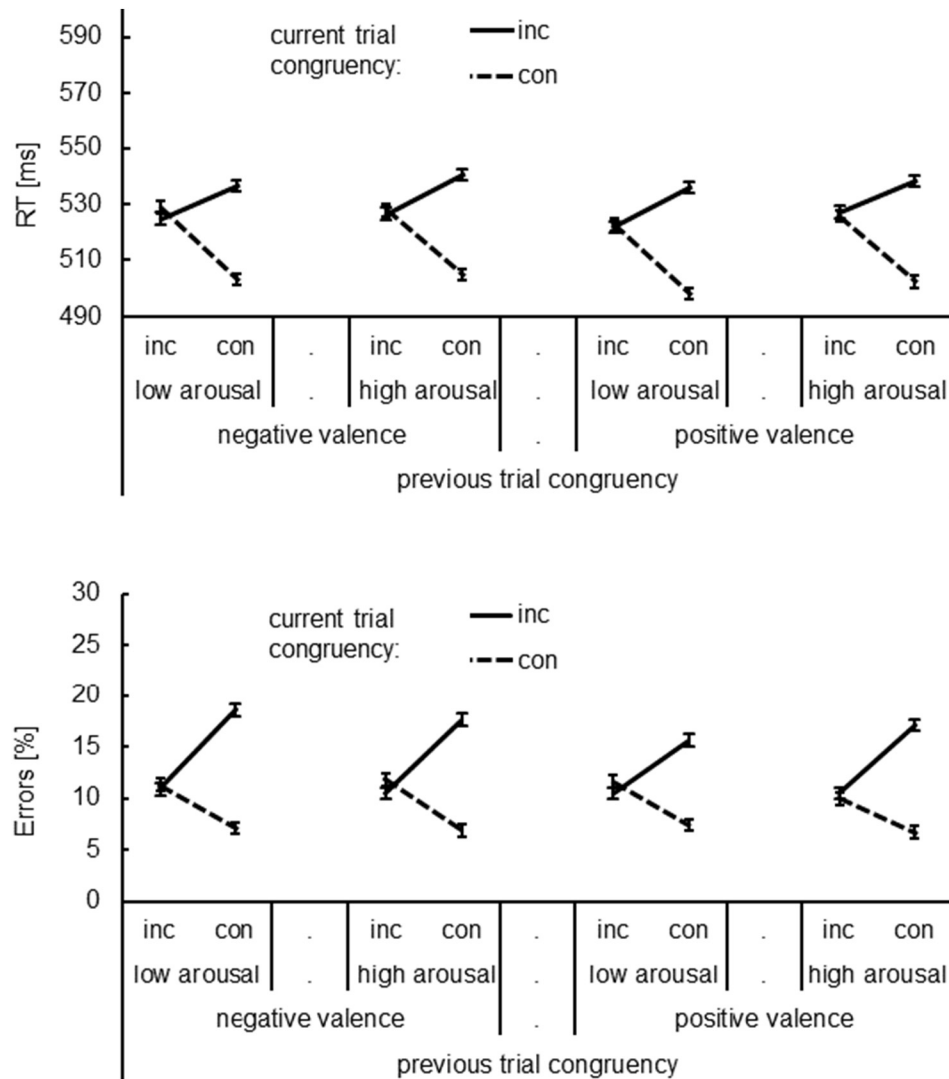 590
570
550
530
510
490
RT [ms]
current trial
congruency:
inc
con
inc con . inc con . inc con . inc con
low arousal . high arousal . low arousal . high arousal
negative valence . positive valence
previous trial congruency
30
25
20
15
10
5
0
Errors [%]
current trial
congruency:
inc
con
inc con . inc con . inc con . inc con
low arousal . high arousal . low arousal . high arousal
negative valence . positive valence
previous trial congruency